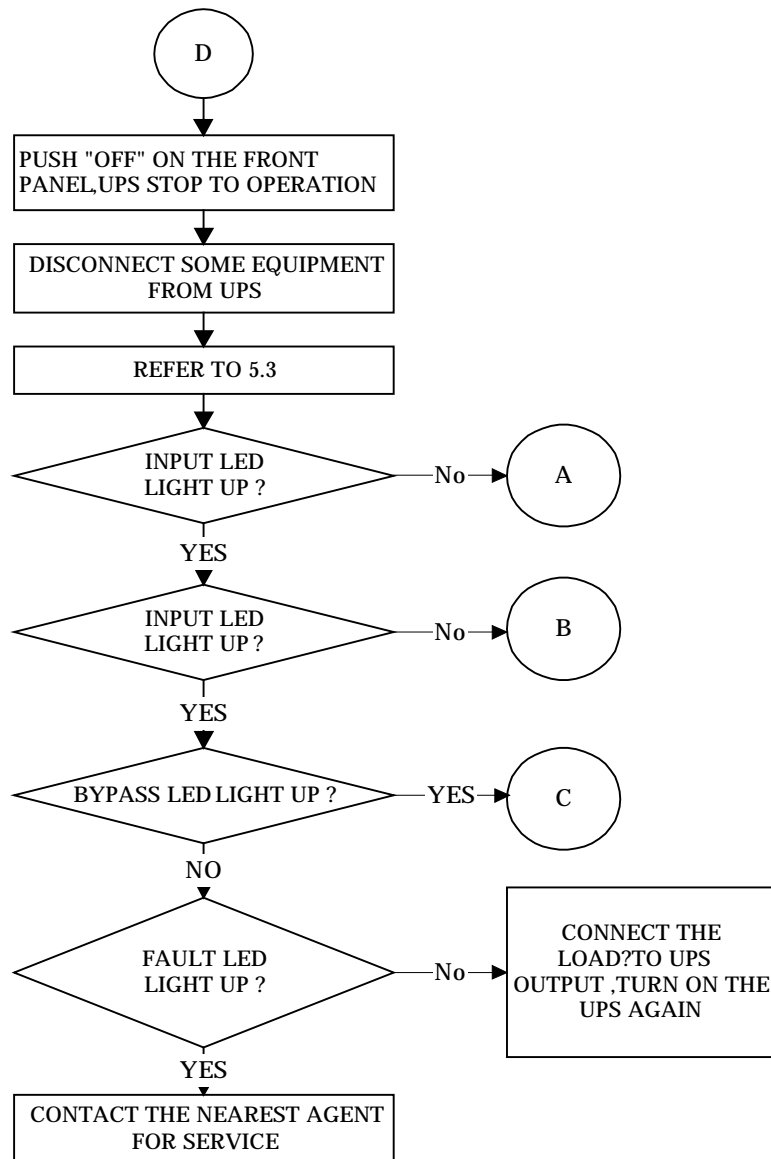 D
PUSH "OFF" ON THE FRONT
PANEL,UPS STOP TO OPERATION
DISCONNECT SOME EQUIPMENT
FROM UPS
REFER TO 5.3
INPUT LED
LIGHT UP ?
No
A
YES
INPUT LED
LIGHT UP ?
No
B
YES
BYPASS LED LIGHT UP ?
YES
C
NO
FAULT LED
LIGHT UP ?
No
CONNECT THE
LOAD?TO UPS
OUTPUT ,TURN ON THE
UPS AGAIN
YES
CONTACT THE NEAREST AGENT
FOR SERVICE